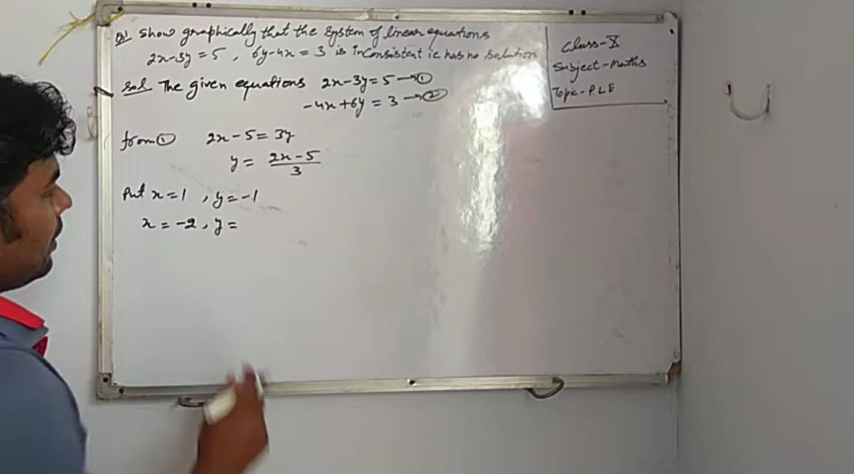 Q1 Show graphically that the system of linear equations
2x-3y=5 , 6y-4x=3 is inconsistent ie has no solution
Sol The given equations 2x-3y=5→①
-4x+6y=3→②
from① 2x-5=3y
y= (2x-5)/3
Put x=1 , y=-1
x=-2, y=
Class-X
Subject-Maths
Topic-PLE